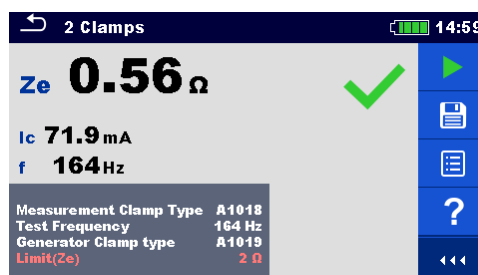 2 Clamps 14:59
Ze 0.56 Ω
Ic 71.9 mA
f 164 Hz
Measurement Clamp Type A1018
Test Frequency 164 Hz
Generator Clamp type A1019
Limit(Ze) 2 Ω
?